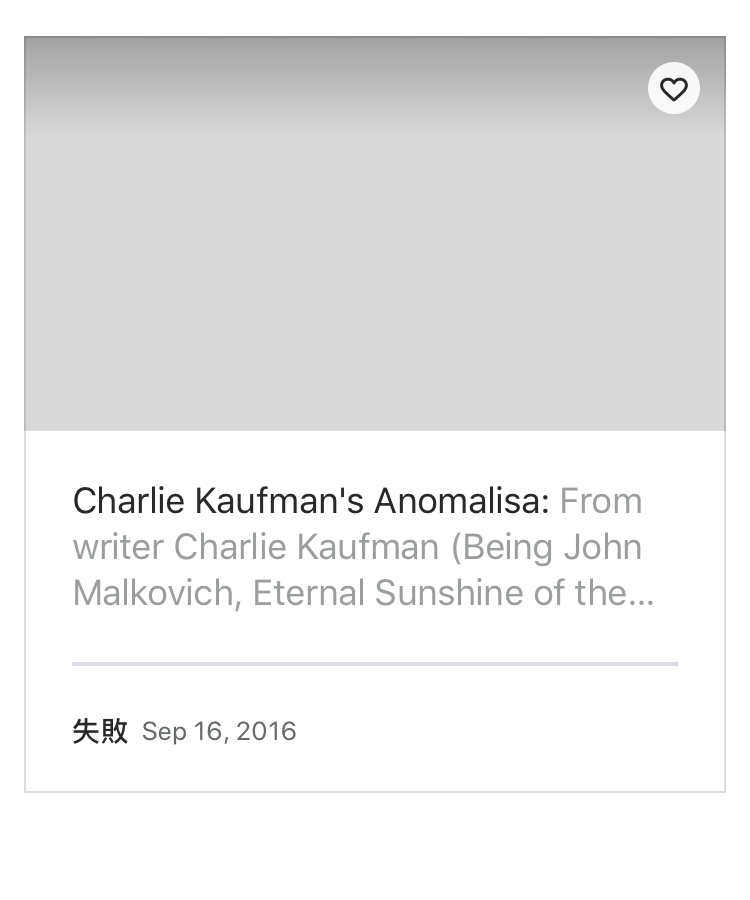 Charlie Kaufman's Anomalisa: From
writer Charlie Kaufman (Being John
Malkovich, Eternal Sunshine of the...
失敗 Sep 16, 2016